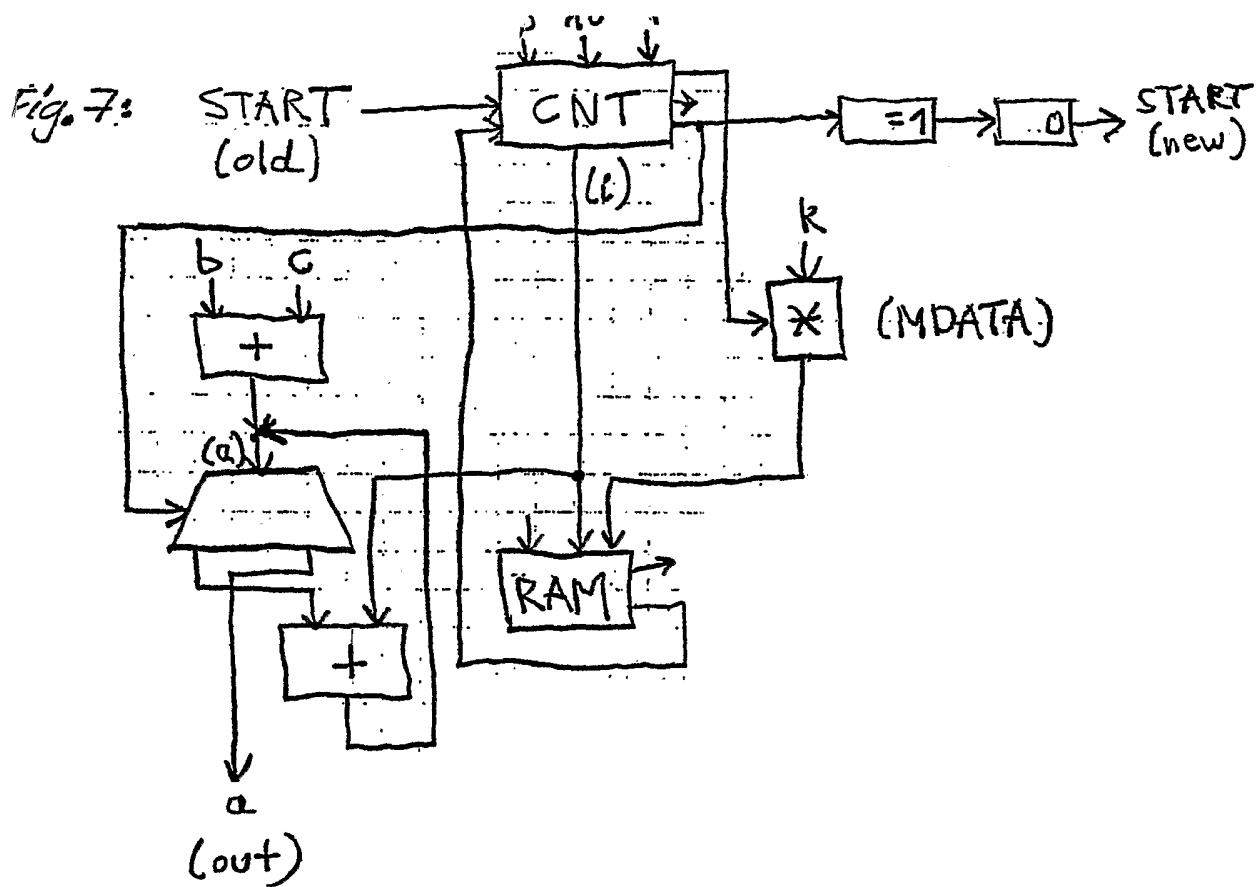 Fig. 7:
START
(old)
CNT
=1
0
START
(new)
(i)
k
b c
+
*
(MDATA)
(a)
RAM
+
a
(out)